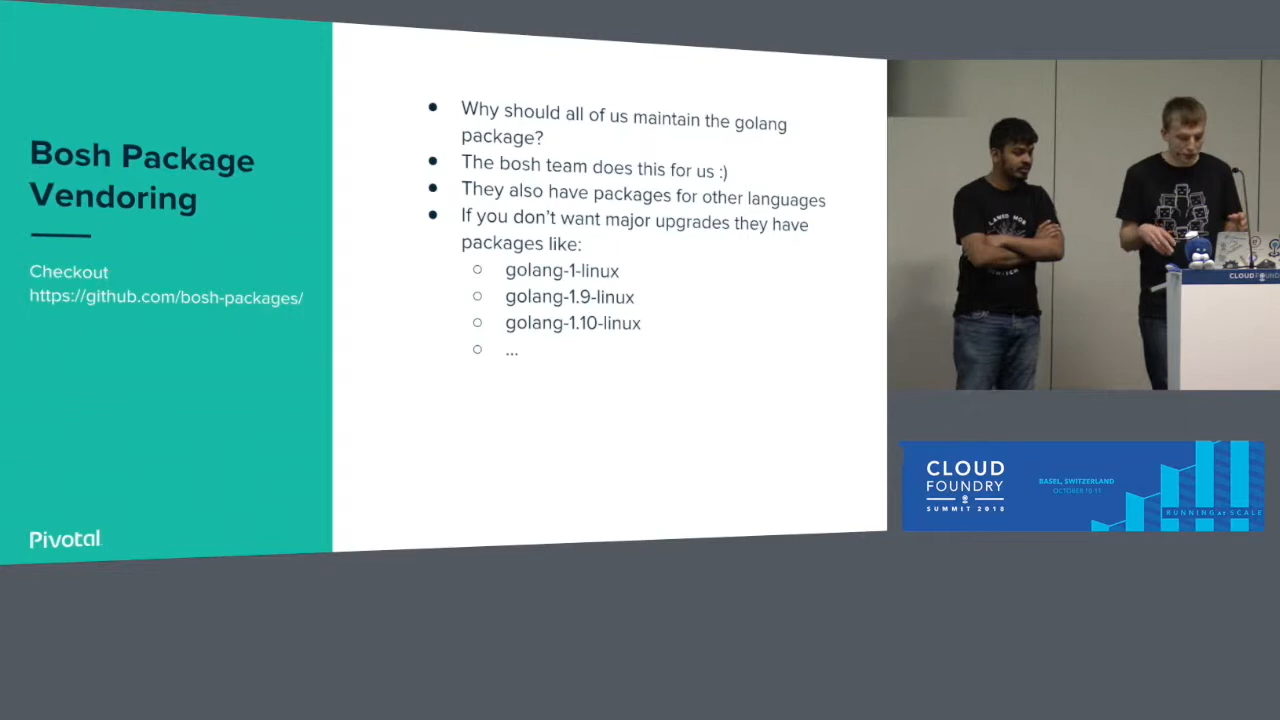 Bosh Package
Vendoring
Checkout
https://github.com/bosh-packages/
Pivotal
Why should all of us maintain the golang
package?
The bosh team does this for us :)
They also have packages for other languages
If you don't want major upgrades they have
packages like:
golang-1-linux
golang-1.9-linux
golang-1.10-linux
...
CLOUD
CLOUD
FOUNDRY
SUMMIT 2018
BASEL, SWITZERLAND
OCTOBER 10-11
RUNNING at SCALE